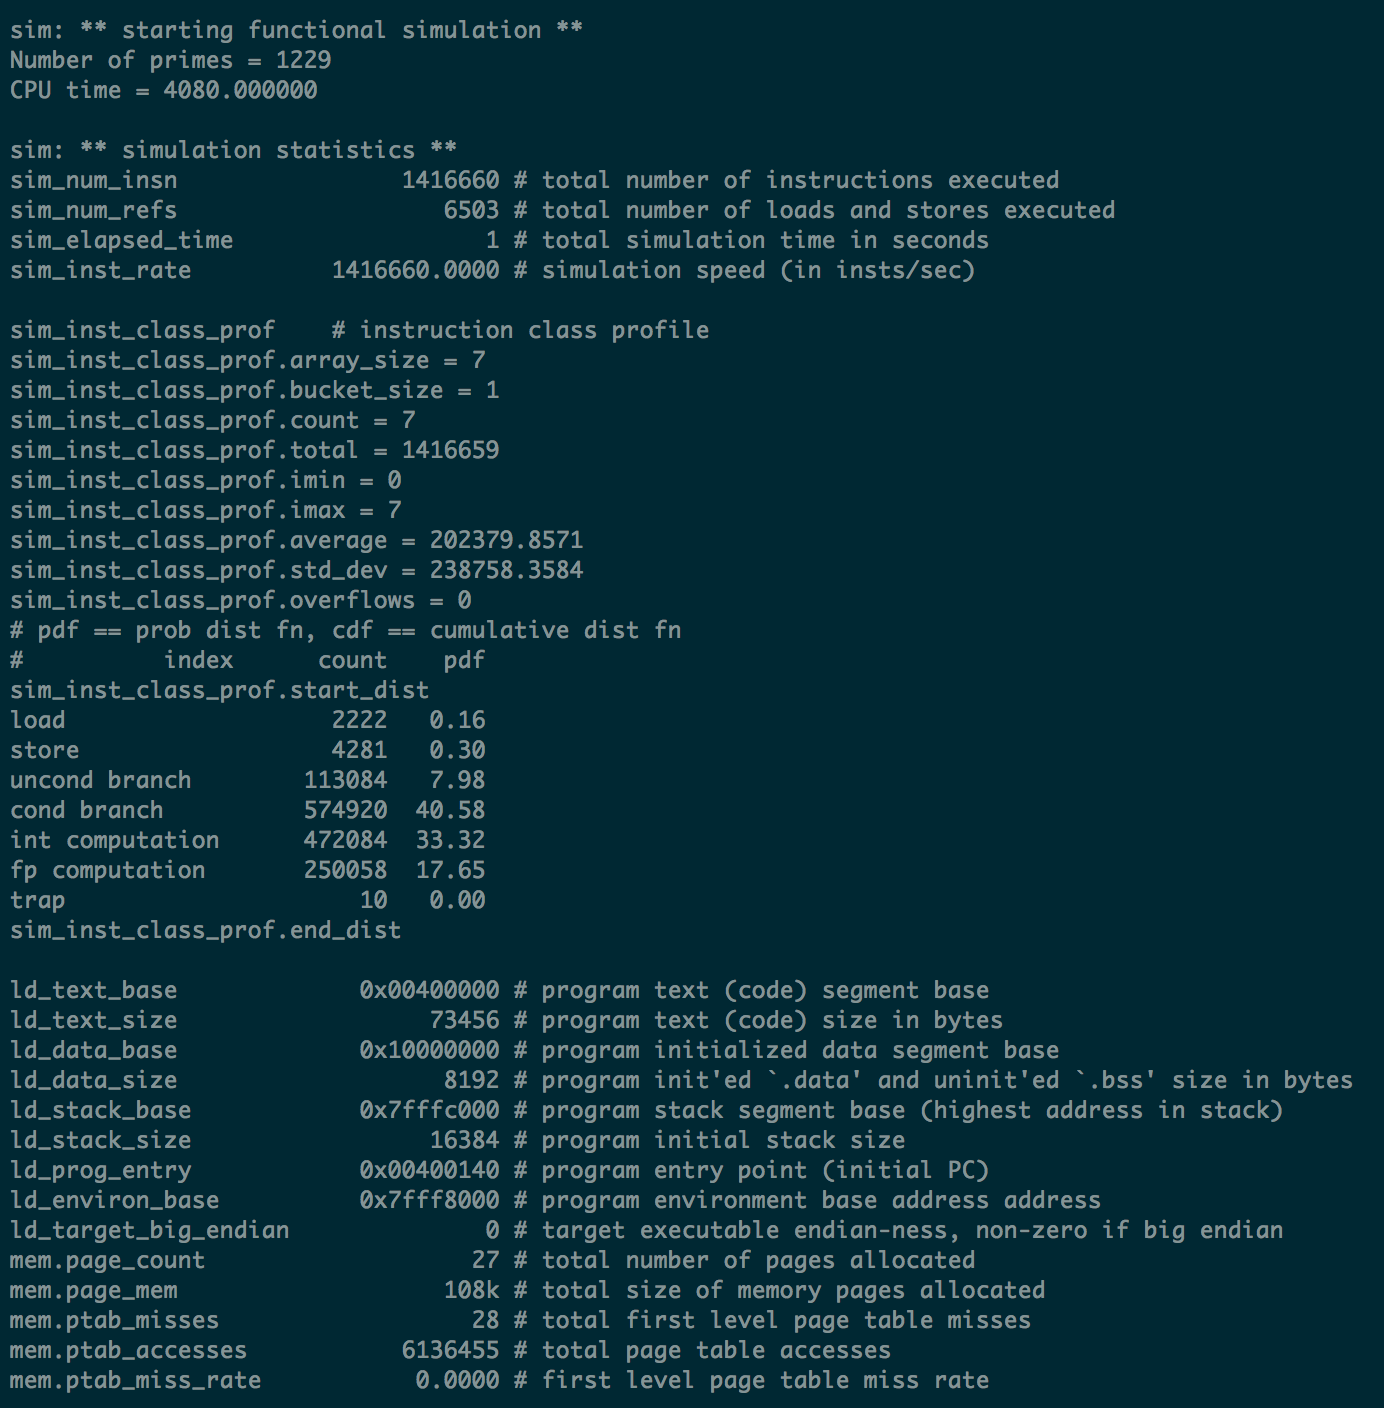 sim: ** starting functional simulation **
Number of primes = 1229
CPU time = 4080.000000
sim: ** simulation statistics **
sim_num_insn 1416660 # total number of instructions executed
sim_num_refs 6503 # total number of loads and stores executed
sim_elapsed_time 1 # total simulation time in seconds
sim_inst_rate 1416660.0000 # simulation speed (in insts/sec)
sim_inst_class_prof # instruction class profile
sim_inst_class_prof.array_size = 7
sim_inst_class_prof.bucket_size = 1
sim_inst_class_prof.count = 7
sim_inst_class_prof.total = 1416659
sim_inst_class_prof.imin = 0
sim_inst_class_prof.imax = 7
sim_inst_class_prof.average = 202379.8571
sim_inst_class_prof.std_dev = 238758.3584
sim_inst_class_prof.overflows = 0
# pdf == prob dist fn, cdf == cumulative dist fn
# index count pdf
sim_inst_class_prof.start_dist
load 2222 0.16
store 4281 0.30
uncond branch 113084 7.98
cond branch 574920 40.58
int computation 472084 33.32
fp computation 250058 17.65
trap 10 0.00
sim_inst_class_prof.end_dist
ld_text_base 0x00400000 # program text (code) segment base
ld_text_size 73456 # program text (code) size in bytes
ld_data_base 0x10000000 # program initialized data segment base
ld_data_size 8192 # program init'ed `.data' and uninit'ed `.bss' size in bytes
ld_stack_base 0x7fffc000 # program stack segment base (highest address in stack)
ld_stack_size 16384 # program initial stack size
ld_prog_entry 0x00400140 # program entry point (initial PC)
ld_environ_base 0x7fff8000 # program environment base address address
ld_target_big_endian 0 # target executable endian-ness, non-zero if big endian
mem.page_count 27 # total number of pages allocated
mem.page_mem 108k # total size of memory pages allocated
mem.ptab_misses 28 # total first level page table misses
mem.ptab_accesses 6136455 # total page table accesses
mem.ptab_miss_rate 0.0000 # first level page table miss rate